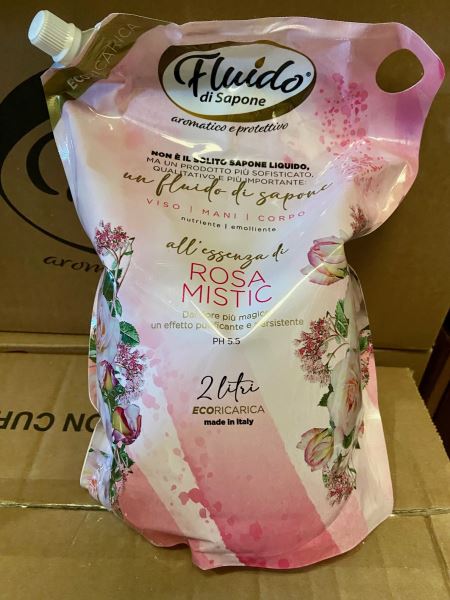 ECORICARICA
Fluido®
di Sapone
aromatico e protettivo
NON È IL SOLITO SAPONE LIQUIDO,
MA UN PRODOTTO PIÙ SOFISTICATO,
QUALITATIVO E PIÙ IMPORTANTE:
un fluido di sapone
VISO | MANI | CORPO
nutriente | emolliente
all'essenza di
ROSA
MISTIC
Dal fiore più magico
un effetto purificante e persistente
PH 5.5
2 litri
ECORICARICA
made in Italy